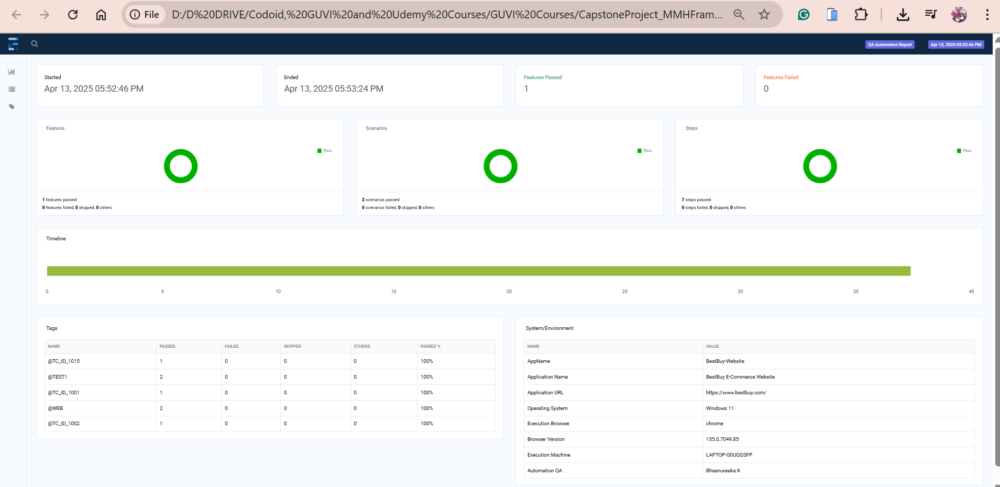 File
D:/D%20DRIVE/Codoid,%20GUVI%20and%20Udemy%20Courses/GUVI%20Courses/CapstoneProject_MMHFram...
QA Automation Report
Apr 13, 2025 05:52:46 PM
Started
Apr 13, 2025 05:52:46 PM
Ended
Apr 13, 2025 05:53:24 PM
Features Passed
1
Features Failed
0
Features
Pass
1 features passed
0 features failed, 0 skipped, 0 others
Scenarios
Pass
2 scenarios passed
0 scenarios failed, 0 skipped, 0 others
Steps
Pass
7 steps passed
0 steps failed, 0 skipped, 0 others
Timeline
0 5 10 15 20 25 30 35 40
Tags
NAME PASSED FAILED SKIPPED OTHERS PASSED %
@TC_ID_1015 1 0 0 0 100%
@TEST1 2 0 0 0 100%
@TC_ID_1001 1 0 0 0 100%
@WEB 2 0 0 0 100%
@TC_ID_1002 1 0 0 0 100%
System/Environment
NAME VALUE
AppName BestBuy-Website
Application Name BestBuy E-Commerce Website
Application URL https://www.bestbuy.com/
Operating System Windows 11
Execution Browser chrome
Browser Version 135.0.7049.85
Execution Machine LAPTOP-G0UQGSFP
Automation QA Bhaanureaka K